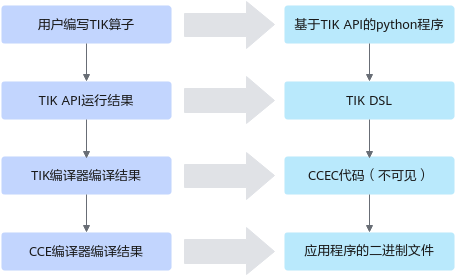 用户编写TIK算子
基于TIK API的python程序
TIK API运行结果
TIK DSL
TIK编译器编译结果
CCEC代码（不可见）
CCE编译器编译结果
应用程序的二进制文件